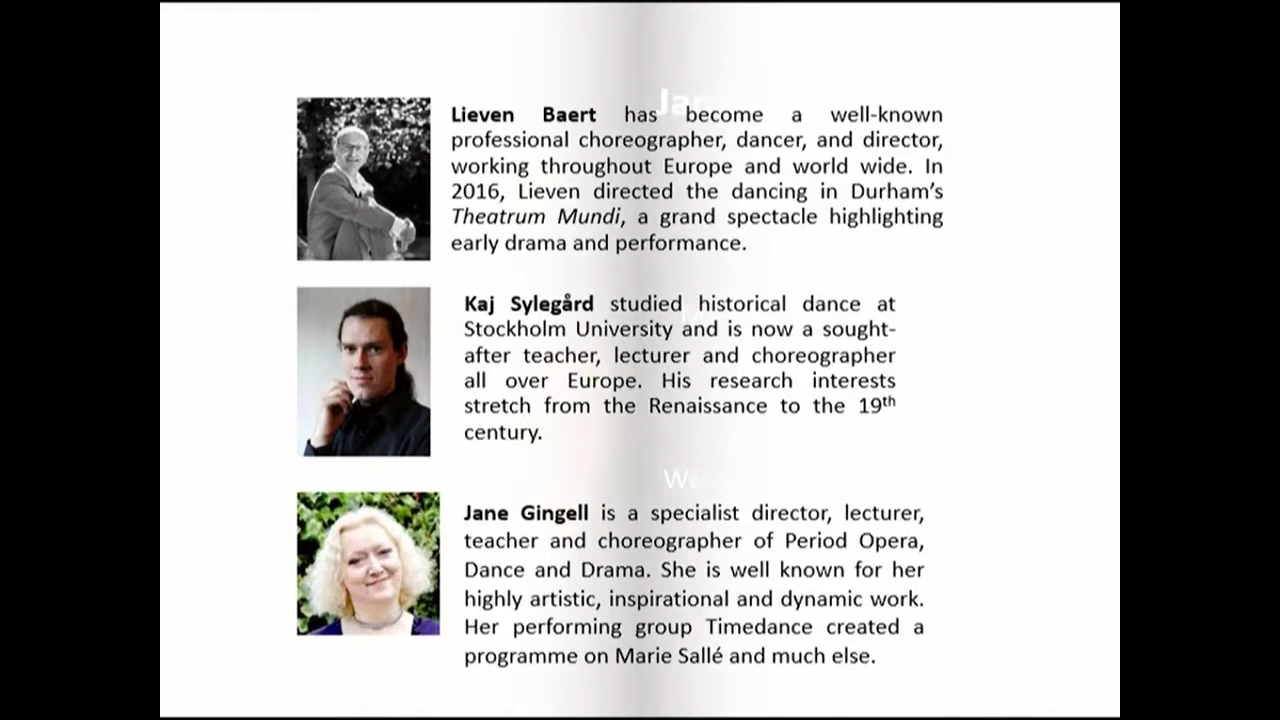 Lieven Baert has become a well-known
professional choreographer, dancer, and director,
working throughout Europe and world wide. In
2016, Lieven directed the dancing in Durham's
Theatrum Mundi, a grand spectacle highlighting
early drama and performance.
Kaj Sylegård studied historical dance at
Stockholm University and is now a sought-
after teacher, lecturer and choreographer
all over Europe. His research interests
stretch from the Renaissance to the 19th
century.
Jane Gingell is a specialist director, lecturer,
teacher and choreographer of Period Opera,
Dance and Drama. She is well known for her
highly artistic, inspirational and dynamic work.
Her performing group Timedance created a
programme on Marie Sallé and much else.